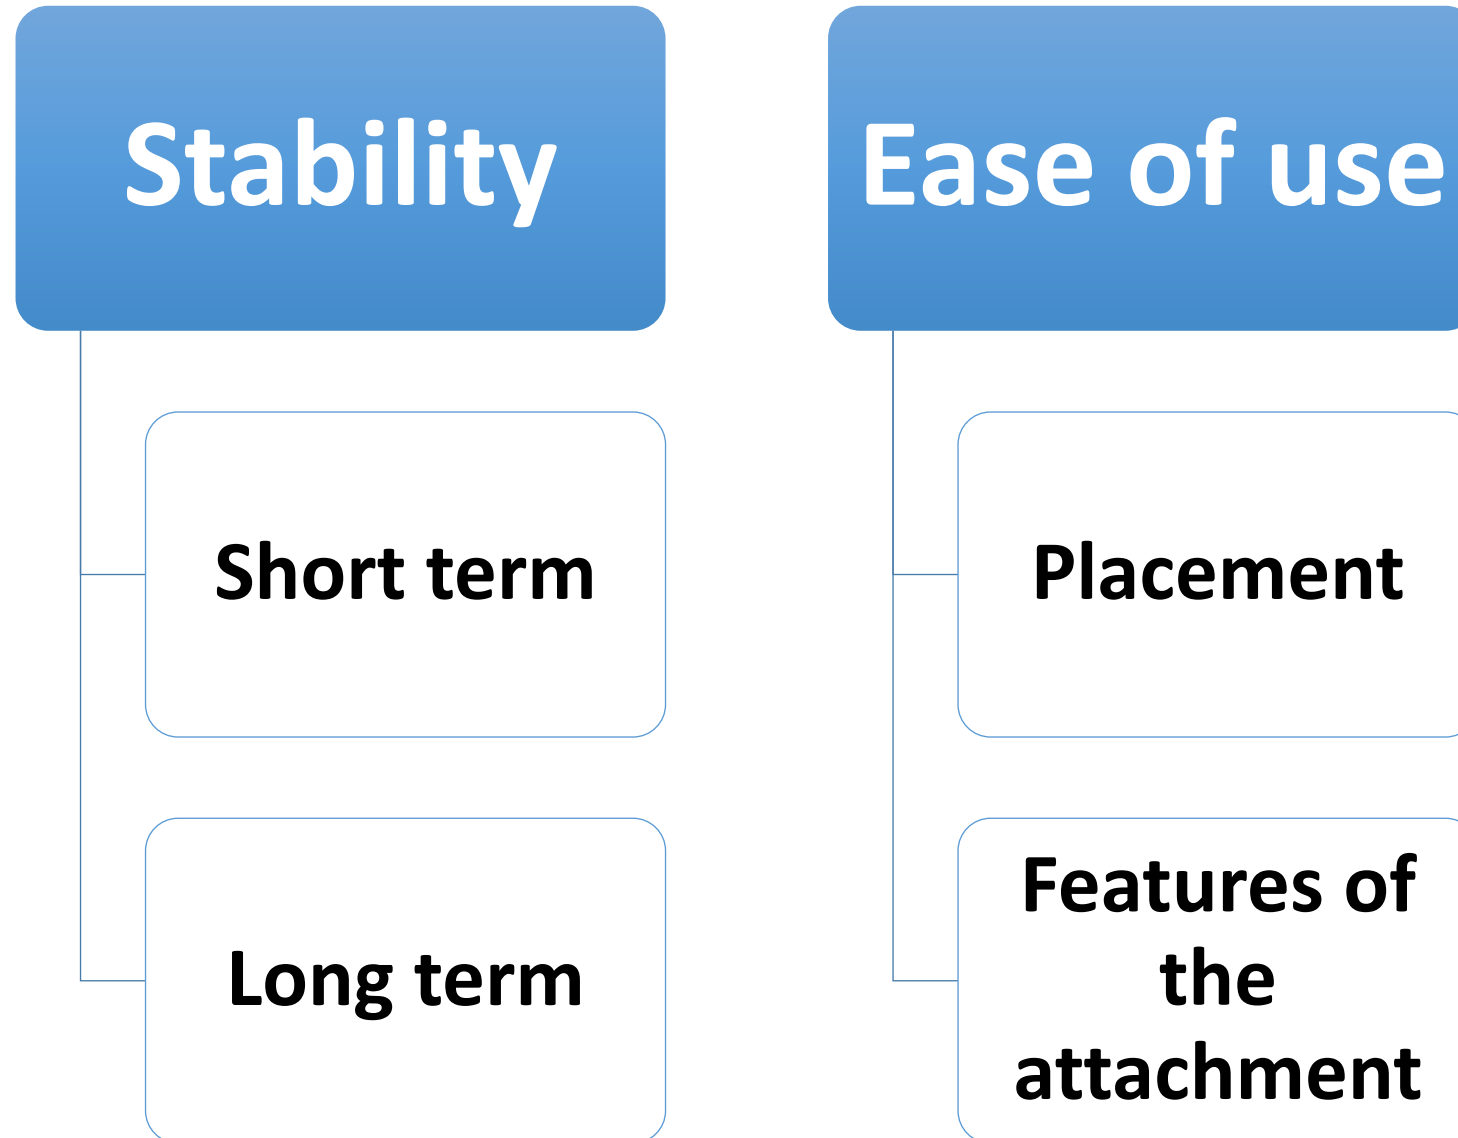 Stability
Short term
Long term
Ease of use
Placement
Features of
the
attachment